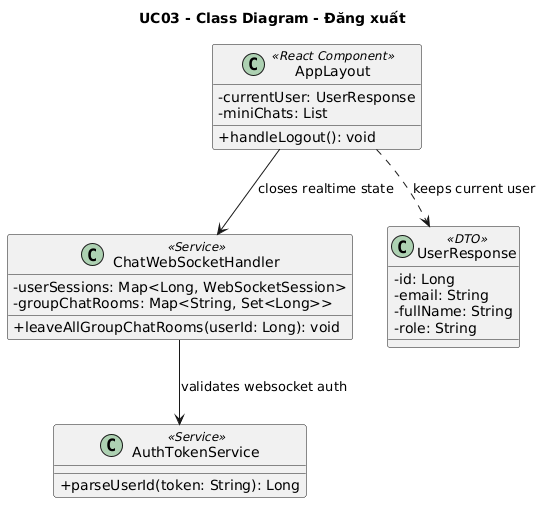 UC03 - Class Diagram - Đăng xuất
C
«React Component»
AppLayout
-currentUser: UserResponse
-miniChats: List
+handleLogout(): void
closes realtime state
keeps current user
C
«Service»
ChatWebSocketHandler
-userSessions: Map<Long, WebSocketSession>
-groupChatRooms: Map<String, Set<Long>>
+leaveAllGroupChatRooms(userId: Long): void
C
«DTO»
UserResponse
-id: Long
-email: String
-fullName: String
-role: String
validates websocket auth
C
«Service»
AuthTokenService
+parseUserId(token: String): Long